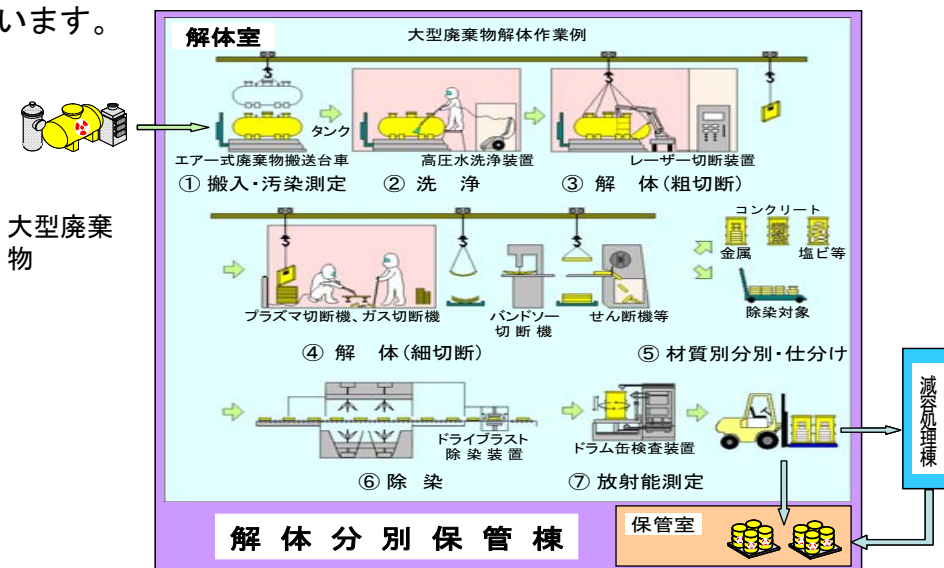 います。
解体室
大型廃棄物解体作業例
タンク
エアー式廃棄物搬送台車
高圧水洗浄装置
レーザー切断装置
① 搬入・汚染測定
② 洗 浄
③ 解 体(粗切断)
大型廃棄
物
コンクリート
金属
塩ビ等
除染対象
プラズマ切断機、ガス切断機
バンドソー
切 断 機
せん断機等
④ 解 体(細切断)
⑤ 材質別分別・仕分け
ドライブラスト
除 染 装 置
ドラム缶検査装置
⑥ 除 染
⑦ 放射能測定
減容処理棟
解 体 分 別 保 管 棟
保管室